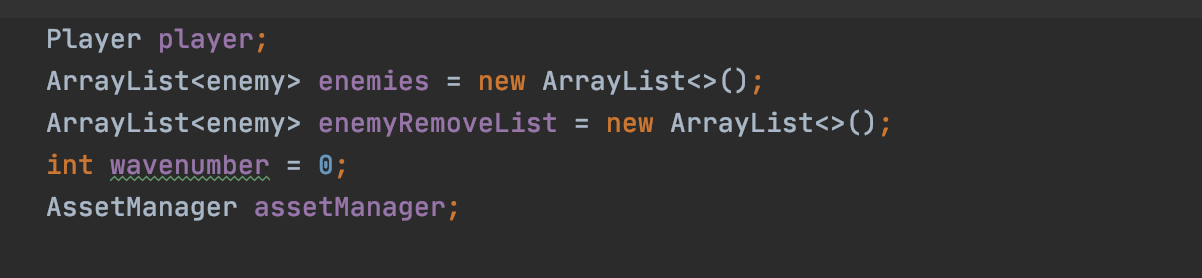 Player player;
ArrayList<enemy> enemies = new ArrayList<>();
ArrayList<enemy> enemyRemoveList = new ArrayList<>();
int wavenumber = 0;
AssetManager assetManager;